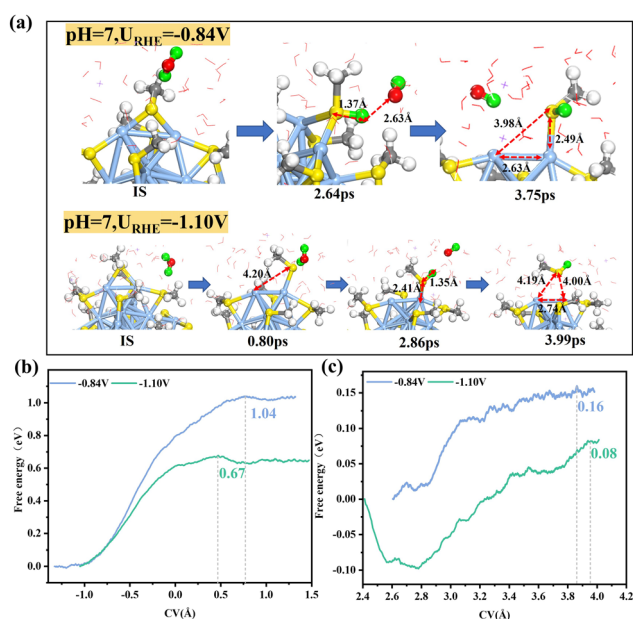 (a)
pH=7,URHE=-0.84V
1.37Å
2.63Å
3.98Å
2.49Å
2.63Å
IS
2.64ps
3.75ps
pH=7,URHE=-1.10V
4.20Å
2.41Å
1.35Å
4.19Å
4.00Å
2.74Å
IS
0.80ps
2.86ps
3.99ps
(b)
-0.84V
-1.10V
1.04
0.67
Free energy（eV）
1.0
0.8
0.6
0.4
0.2
0.0
-1.0
-0.5
0.0
0.5
1.0
1.5
CV(Å)
(c)
-0.84V
-1.10V
0.16
0.08
Free energy（eV）
0.15
0.10
0.05
0.00
-0.05
-0.10
2.4
2.6
2.8
3.0
3.2
3.4
3.6
3.8
4.0
4.2
CV(Å)